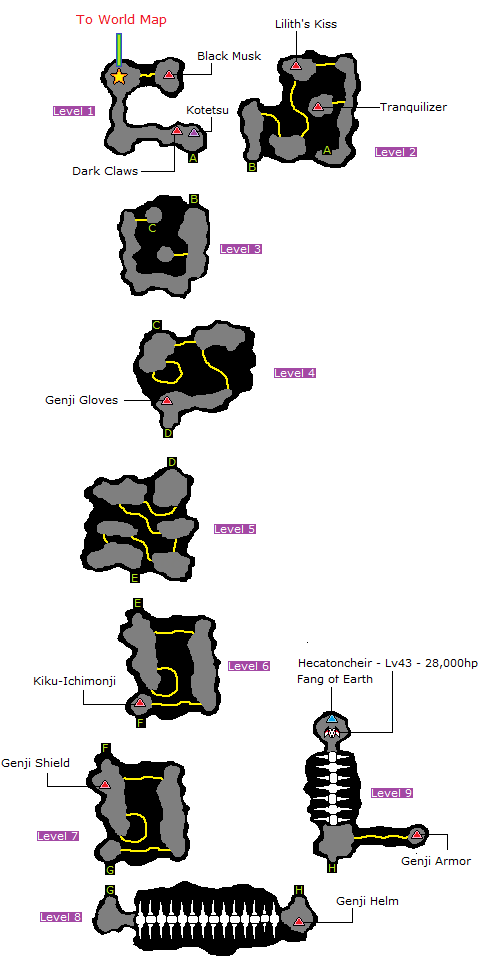 To World Map
Lilith's Kiss
Black Musk
Level 1
Kotetsu
Tranquilizer
A
A
Level 2
Dark Claws
B
B
C
Level 3
C
Level 4
Genji Gloves
D
D
Level 5
E
E
Level 6
Kiku-Ichimonji
F
Hecatoncheir - Lv43 - 28,000hp
Fang of Earth
F
Genji Shield
Level 9
Level 7
G
Genji Armor
H
G
H
Level 8
Genji Helm